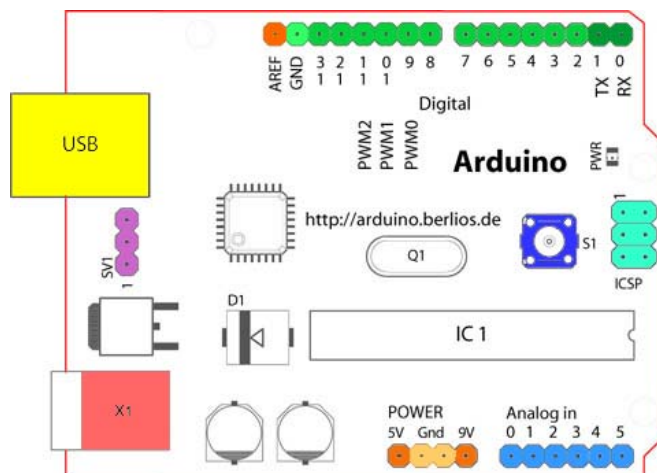 AREF GND 13 12 11 10 9 8 7 6 5 4 3 2 1 0
TX RX
Digital
PWM2 PWM1 PWM0
USB
Arduino
PWR
1
http://arduino.berlios.de
S1
Q1
SV1
1
ICSP
D1
IC 1
X1
POWER
5V Gnd 9V
Analog in
0 1 2 3 4 5